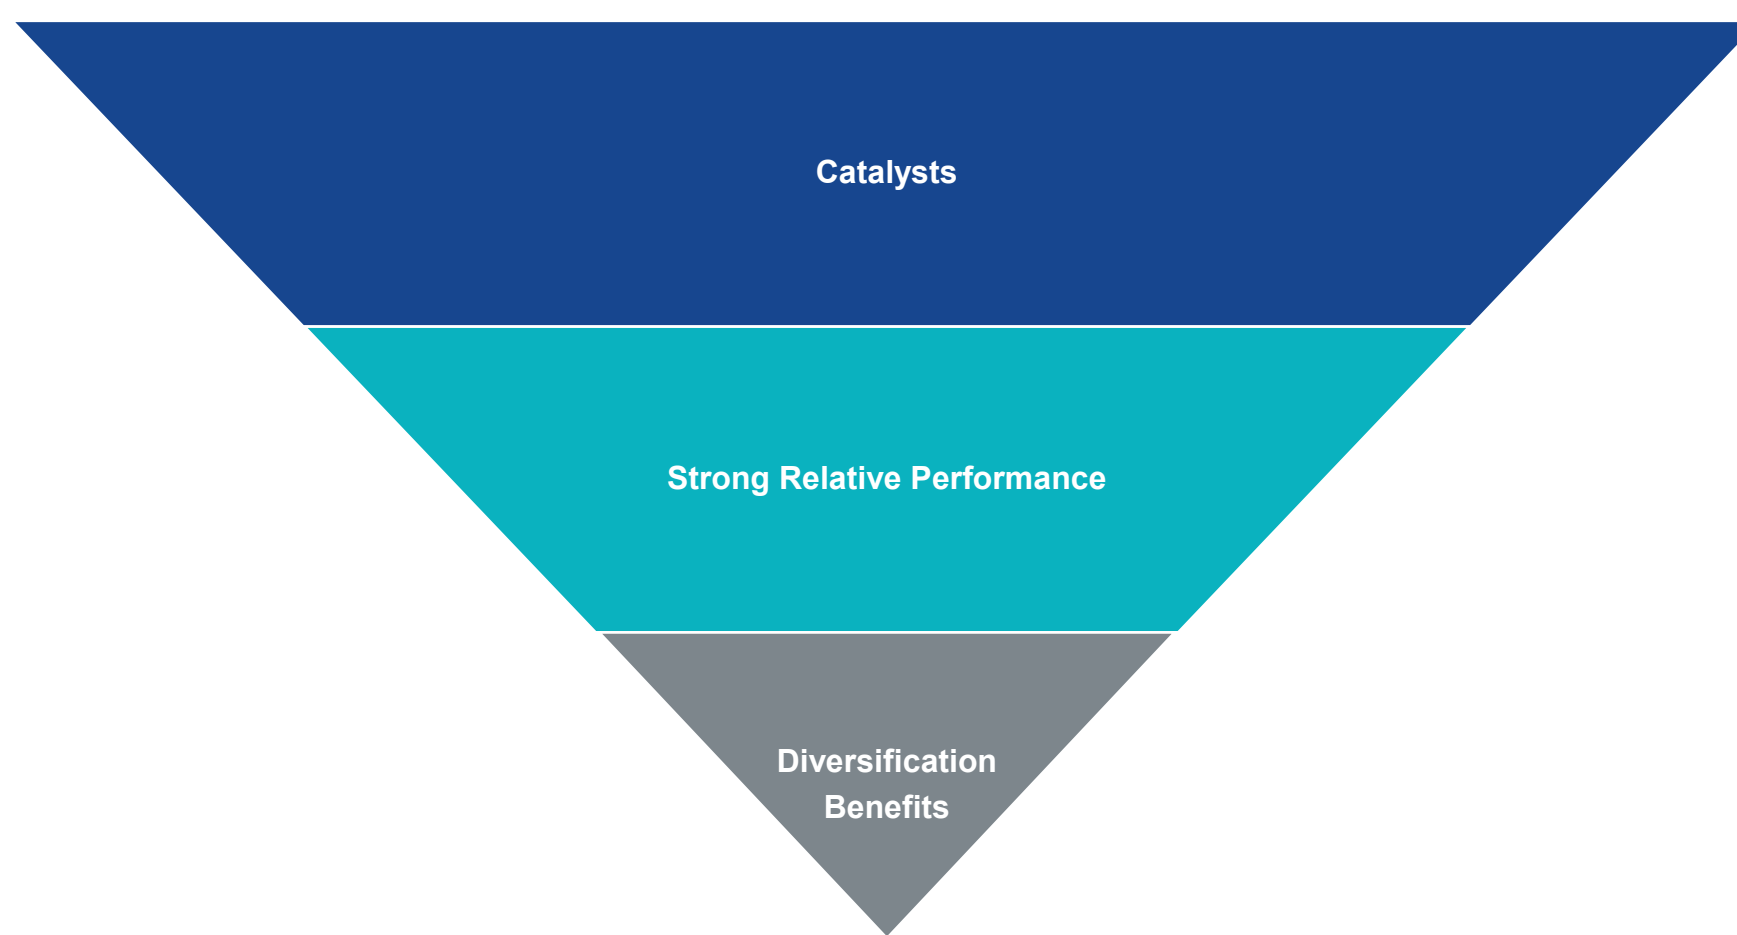 Catalysts
Strong Relative Performance
Diversification
Benefits